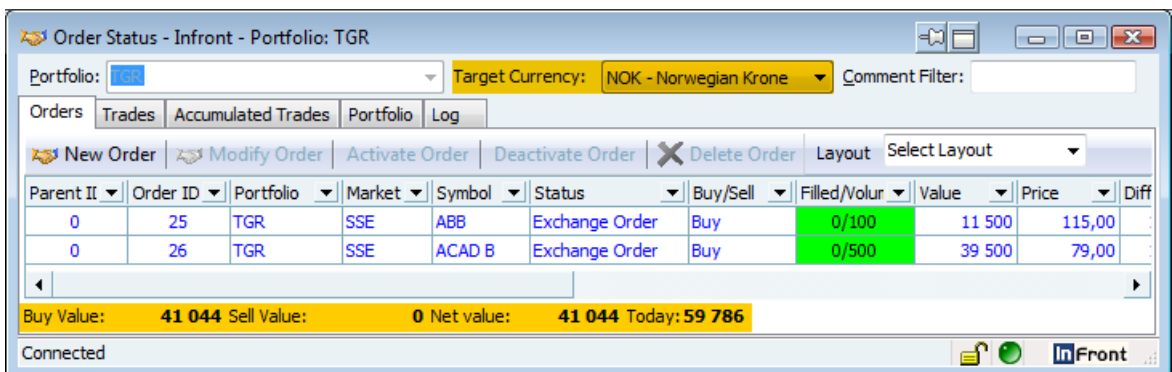 Order Status - Infront - Portfolio: TGR
Portfolio: TGR Target Currency: NOK - Norwegian Krone Comment Filter:
Orders Trades Accumulated Trades Portfolio Log
New Order Modify Order Activate Order Deactivate Order Delete Order Layout Select Layout
Parent II Order ID Portfolio Market Symbol Status Buy/Sell Filled/Volur Value Price Diff
0 25 TGR SSE ABB Exchange Order Buy 0/100 11 500 115,00
0 26 TGR SSE ACAD B Exchange Order Buy 0/500 39 500 79,00
Buy Value: 41 044 Sell Value: 0 Net value: 41 044 Today: 59 786
Connected InFront